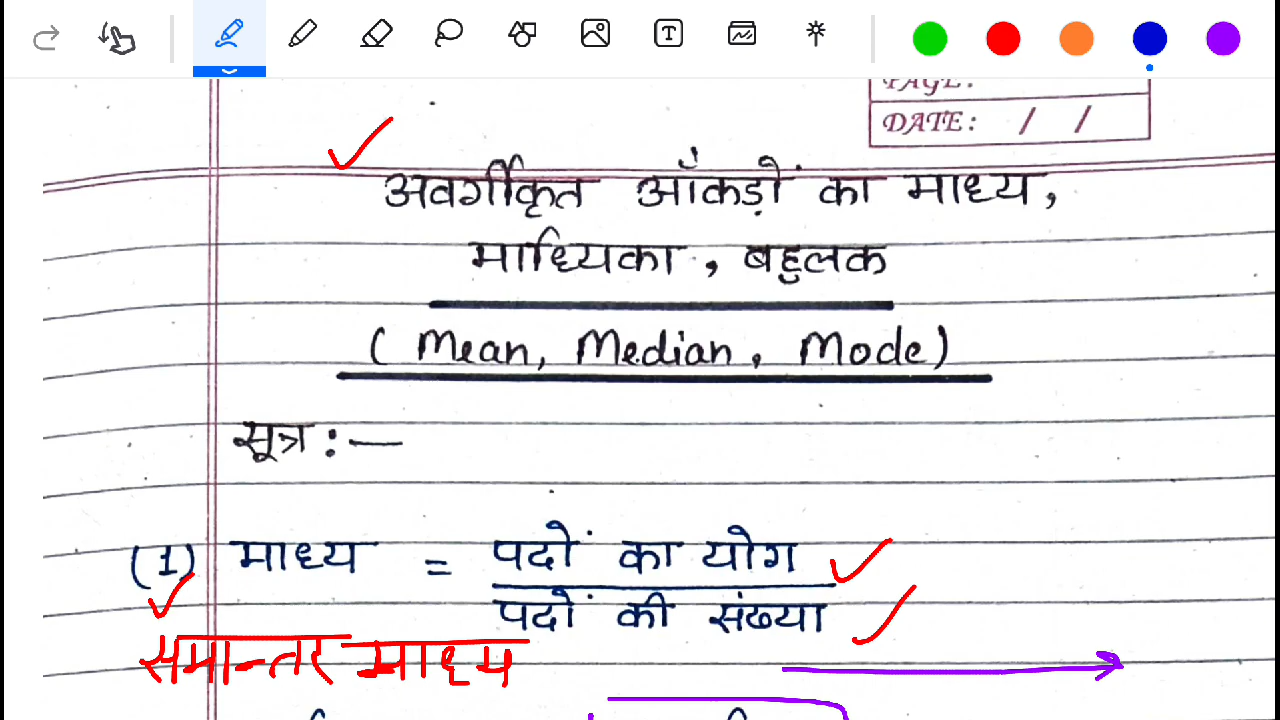 PAGE:
DATE: / /
अवर्गीकृत आँकड़ों का माध्य,
माध्यिका, बहुलक
( Mean, Median, Mode)
सूत्र :—
(1) माध्य = पदों का योग
पदों की संख्या
समान्तर माध्य